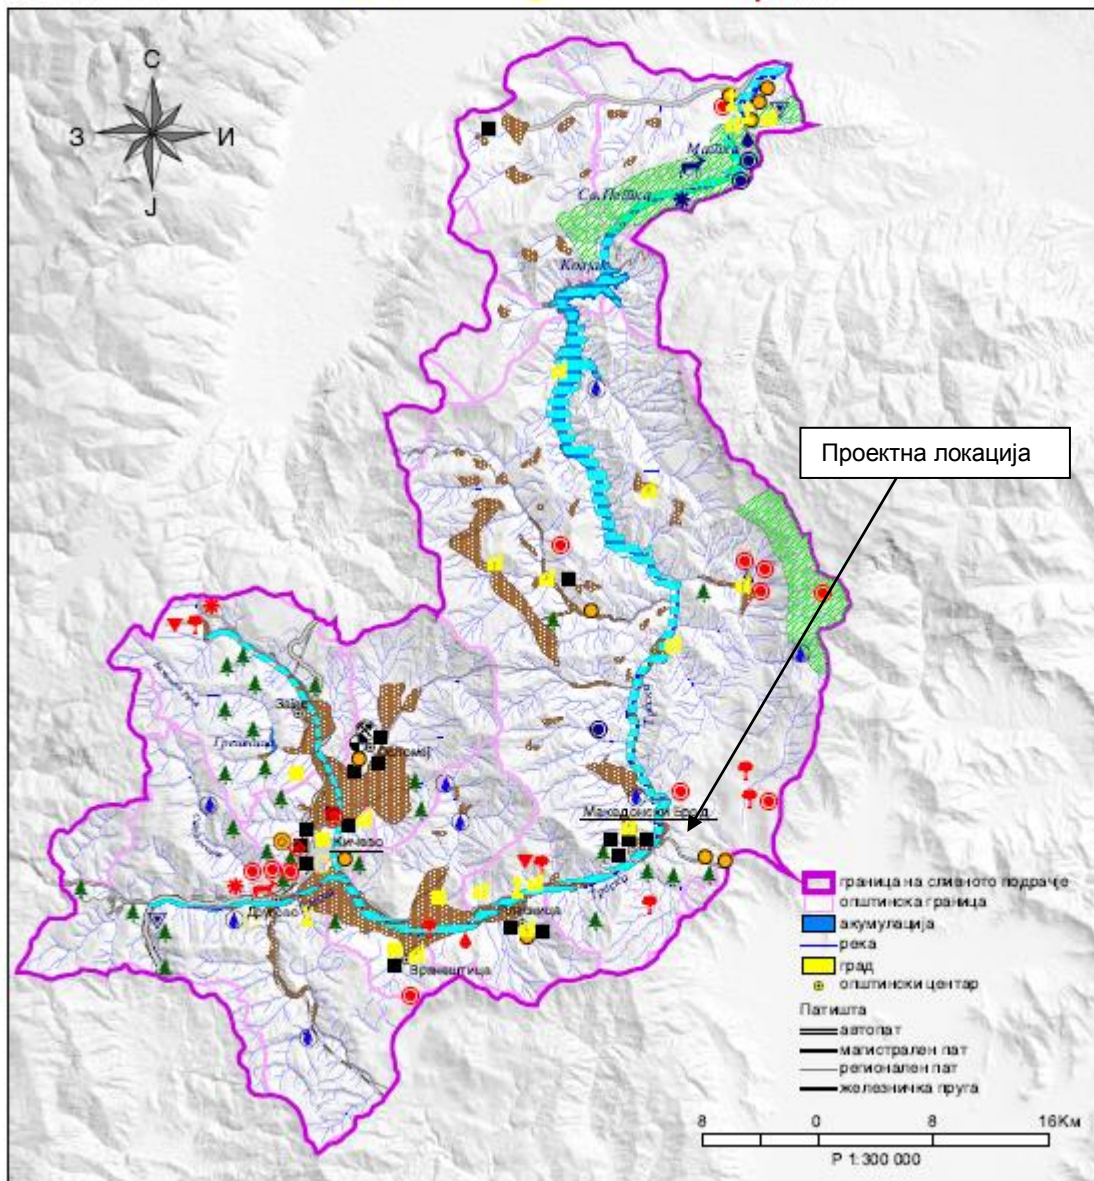 С
З И
Ј
Матка
Св. Петка
Козјак
Проектна локација
Треска
Зајас
Македонски Брод
Кичево
Другово
Вранештица
граница на сливното подрачје
општинска граница
акумулација
река
град
општински центар
Патишта
автопат
магистрален пат
регионален пат
железничка пруга
8 0 8 16Км
Р 1:300 000